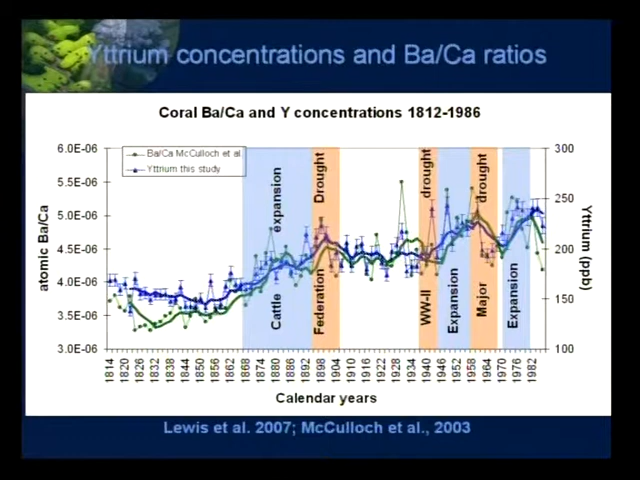 Yttrium concentrations and Ba/Ca ratios
Coral Ba/Ca and Y concentrations 1812-1986
Ba/Ca McCulloch et al
Yttrium this study
atomic Ba/Ca
6.0E-06
5.5E-06
5.0E-06
4.5E-06
4.0E-06
3.5E-06
3.0E-06
Cattle expansion
Federation Drought
WW-II drought
Expansion
Major drought
Expansion
300
250
200
150
100
Yttrium (ppb)
1814 1820 1826 1832 1838 1844 1850 1856 1862 1868 1874 1880 1886 1892 1898 1904 1910 1916 1922 1928 1934 1940 1946 1952 1958 1964 1970 1976 1982
Calendar years
Lewis et al. 2007; McCulloch et al., 2003